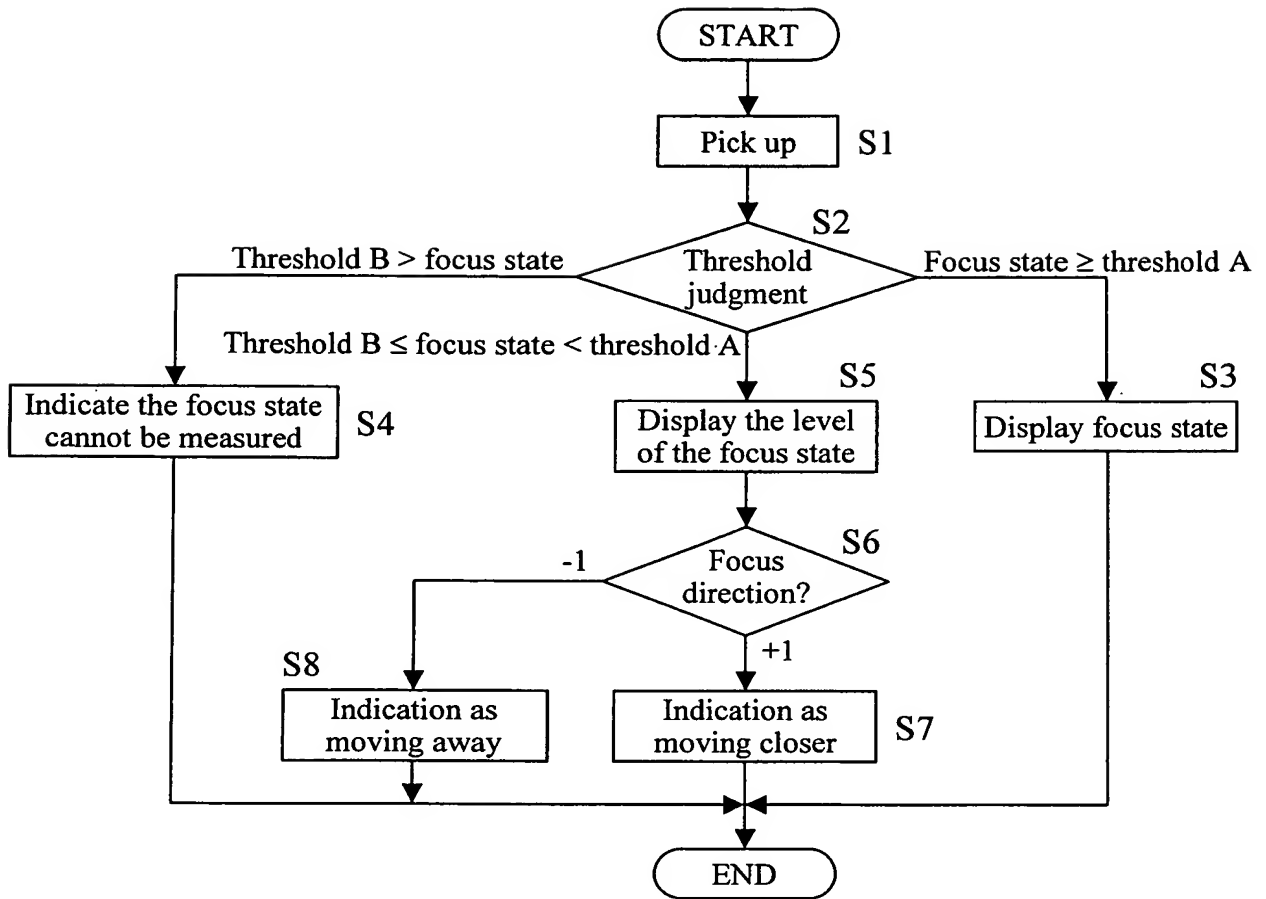 START
Pick up
S1
S2
Threshold B > focus state
Threshold
judgment
Focus state ≥ threshold A
Threshold B ≤ focus state < threshold A
S5
S3
Indicate the focus state
cannot be measured
S4
Display the level
of the focus state
Display focus state
S6
-1
Focus
direction?
+1
S8
Indication as
moving away
Indication as
moving closer
S7
END